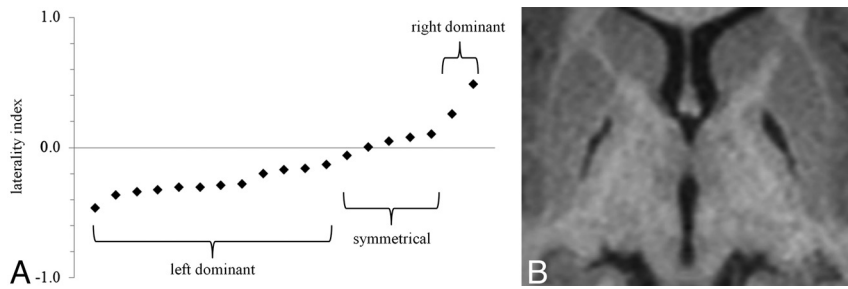 1.0
right dominant
laterality index
0.0
symmetrical
left dominant
-1.0
A
B